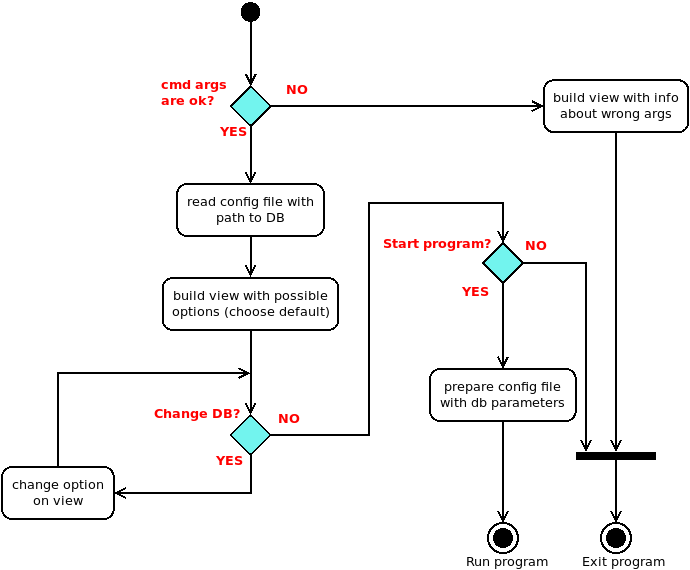 cmd args
are ok?
NO
YES
build view with info
about wrong args
read config file with
path to DB
build view with possible
options (choose default)
Start program?
NO
YES
prepare config file
with db parameters
Change DB?
NO
YES
change option
on view
Run program
Exit program